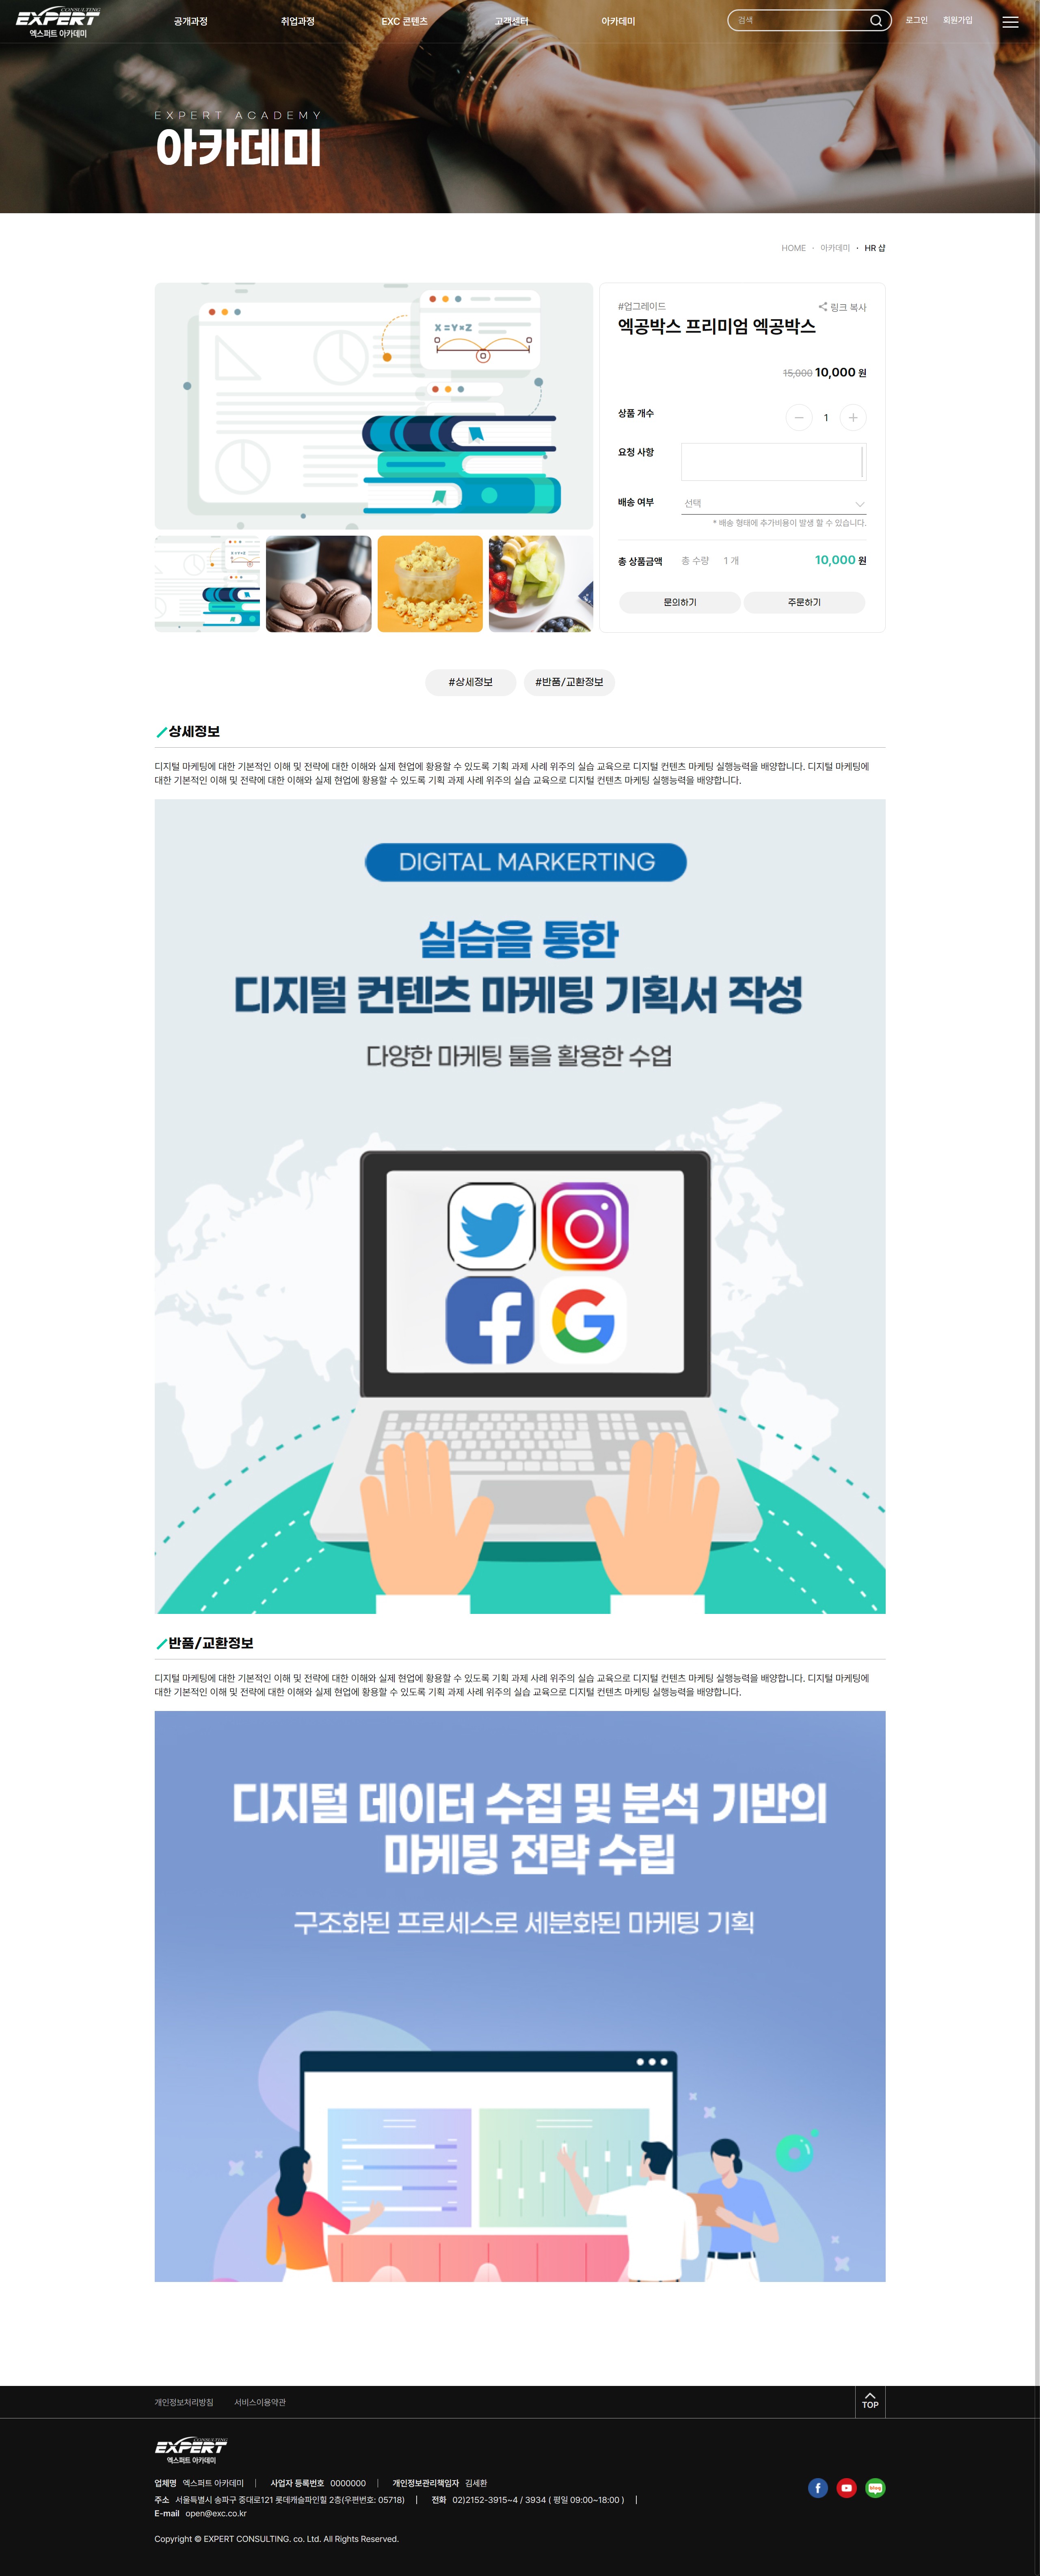 CONSULTING
EXPERT
엑스퍼트 아카데미
공개과정
취업과정
EXC 콘텐츠
고객센터
아카데미
검색
로그인
회원가입
EXPERT ACADEMY
아카데미
HOME · 아카데미 · HR 샵
#업그레이드
링크 복사
엑공박스 프리미엄 엑공박스
15,000 10,000 원
상품 개수
1
요청 사항
배송 여부
선택
* 배송 형태에 추가비용이 발생 할 수 있습니다.
총 상품금액
총 수량 1 개
10,000 원
문의하기
주문하기
X=Y×Z
#상세정보
#반품/교환정보
상세정보
디지털 마케팅에 대한 기본적인 이해 및 전략에 대한 이해와 실제 현업에 황용할 수 있도록 기획 과제 사례 위주의 실습 교육으로 디지털 컨텐츠 마케팅 실행능력을 배양합니다. 디지털 마케팅에
대한 기본적인 이해 및 전략에 대한 이해와 실제 현업에 황용할 수 있도록 기획 과제 사례 위주의 실습 교육으로 디지털 컨텐츠 마케팅 실행능력을 배양합니다.
DIGITAL MARKERTING
실습을 통한
디지털 컨텐츠 마케팅 기획서 작성
다양한 마케팅 툴을 활용한 수업
반품/교환정보
디지털 마케팅에 대한 기본적인 이해 및 전략에 대한 이해와 실제 현업에 황용할 수 있도록 기획 과제 사례 위주의 실습 교육으로 디지털 컨텐츠 마케팅 실행능력을 배양합니다. 디지털 마케팅에
대한 기본적인 이해 및 전략에 대한 이해와 실제 현업에 황용할 수 있도록 기획 과제 사례 위주의 실습 교육으로 디지털 컨텐츠 마케팅 실행능력을 배양합니다.
디지털 데이터 수집 및 분석 기반의
마케팅 전략 수립
구조화된 프로세스로 세분화된 마케팅 기획
개인정보처리방침
서비스이용약관
TOP
CONSULTING
EXPERT
엑스퍼트 아카데미
업체명 엑스퍼트 아카데미 | 사업자 등록번호 0000000 | 개인정보관리책임자 김세환
주소 서울특별시 송파구 중대로121 롯데캐슬파인힐 2층(우편번호: 05718) | 전화 02)2152-3915~4 / 3934 ( 평일 09:00~18:00 ) |
E-mail open@exc.co.kr
blog
Copyright © EXPERT CONSULTING. co. Ltd. All Rights Reserved.